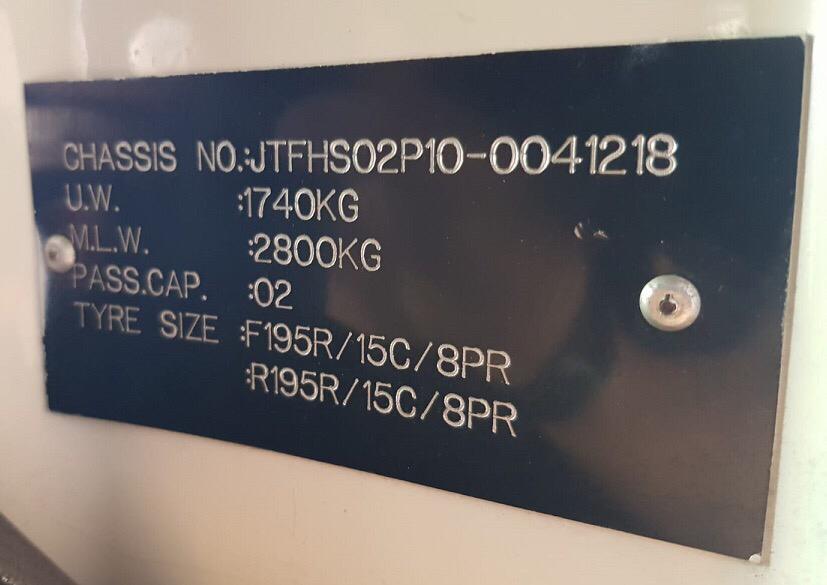 CHASSIS NO.:JTFHS02P10-0041218
U.W. :1740KG
M.L.W. :2800KG
PASS.CAP. :02
TYRE SIZE :F195R/15C/8PR
:R195R/15C/8PR